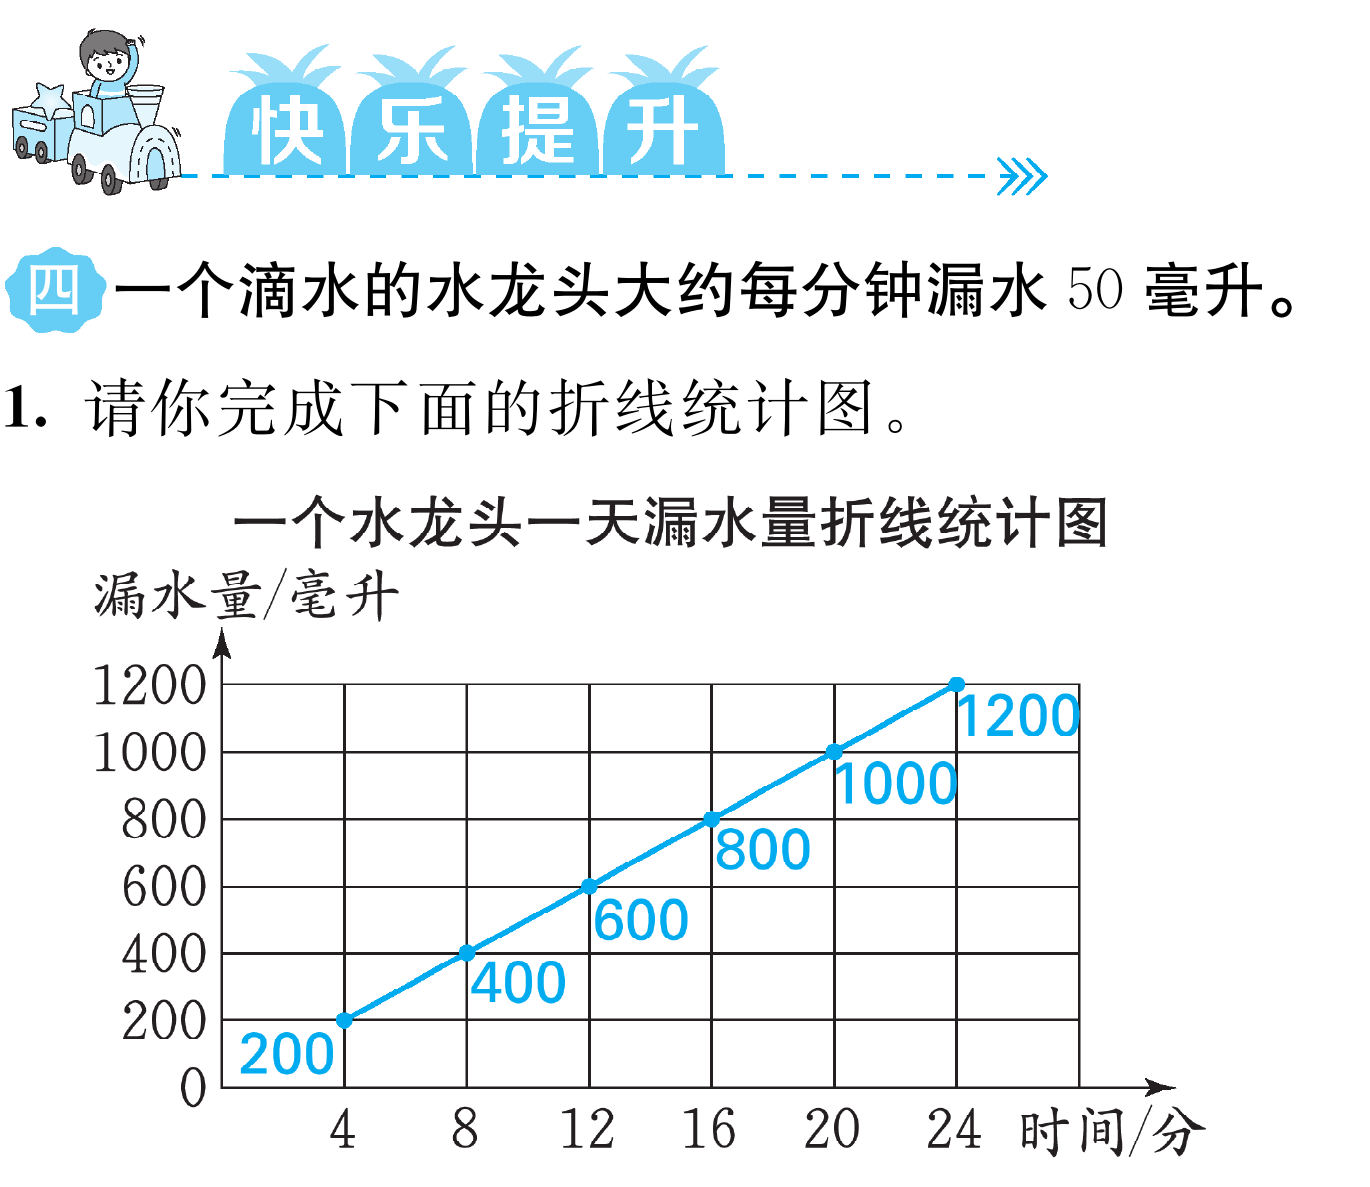 快乐提升
四 一个滴水的水龙头大约每分钟漏水 50 毫升。
1. 请你完成下面的折线统计图。
一个水龙头一天漏水量折线统计图
漏水量/毫升
1200
1200
1000
1000
800
800
600
600
400
400
200
200
0
4 8 12 16 20 24 时间/分